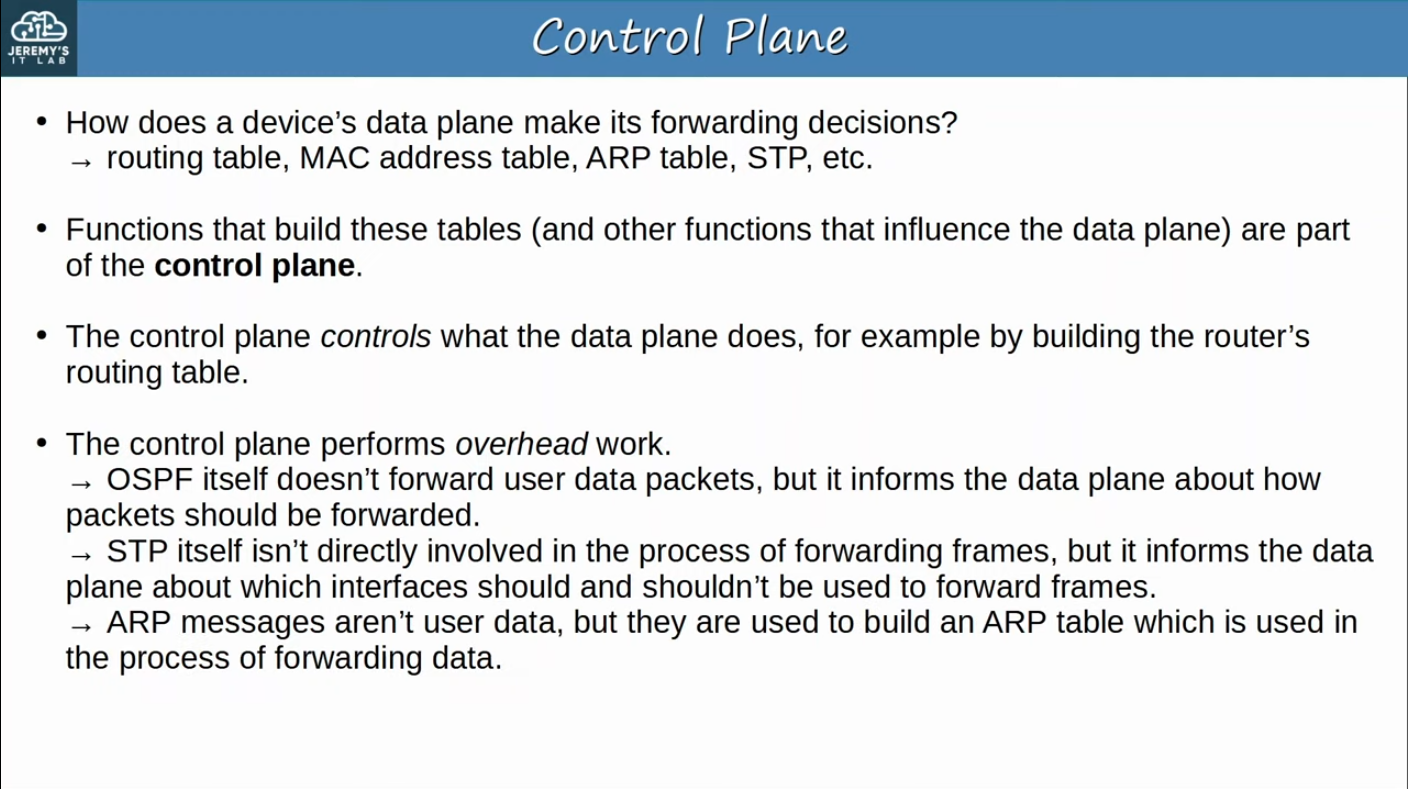 JEREMY'S
IT LAB
Control Plane
• How does a device’s data plane make its forwarding decisions?
→ routing table, MAC address table, ARP table, STP, etc.
• Functions that build these tables (and other functions that influence the data plane) are part
of the control plane.
• The control plane controls what the data plane does, for example by building the router’s
routing table.
• The control plane performs overhead work.
→ OSPF itself doesn’t forward user data packets, but it informs the data plane about how
packets should be forwarded.
→ STP itself isn’t directly involved in the process of forwarding frames, but it informs the data
plane about which interfaces should and shouldn’t be used to forward frames.
→ ARP messages aren’t user data, but they are used to build an ARP table which is used in
the process of forwarding data.